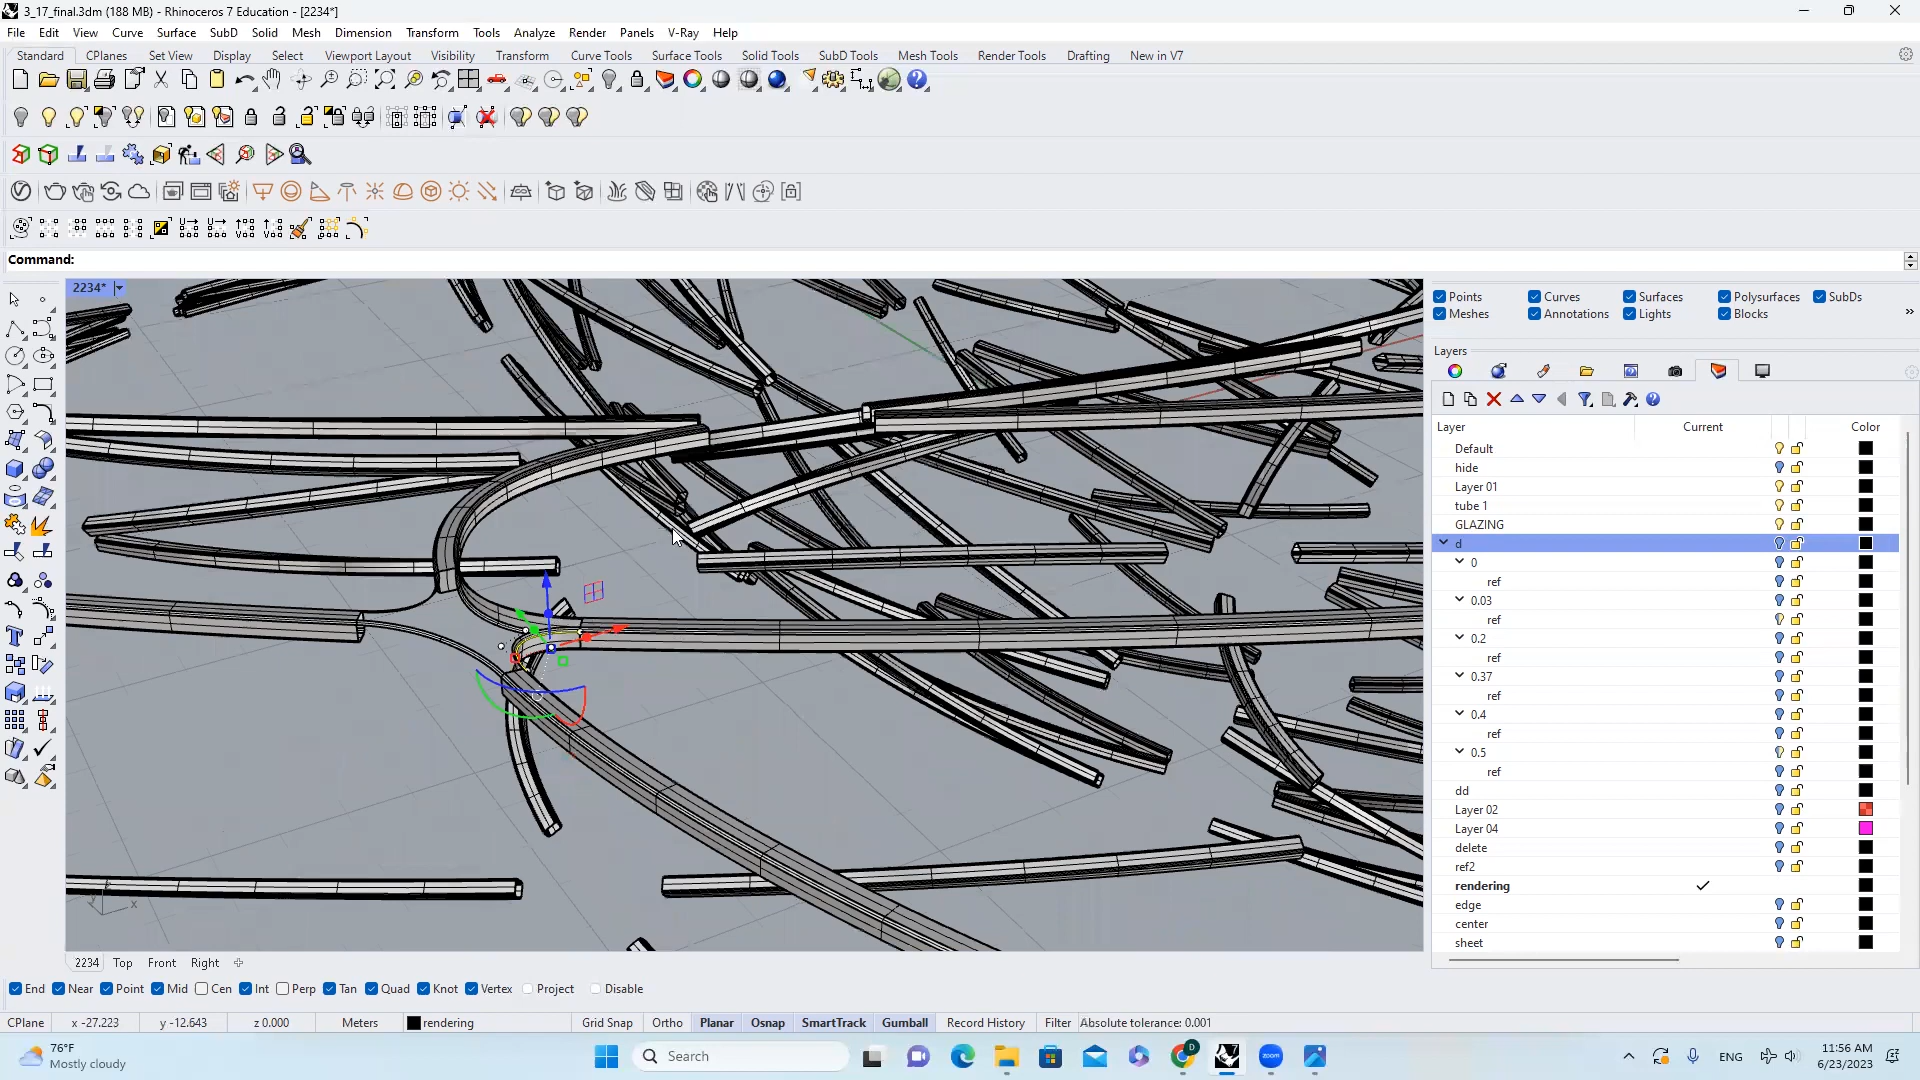 3_17_final.3dm (188 MB) - Rhinoceros 7 Education - [2234*]
File Edit View Curve Surface SubD Solid Mesh Dimension Transform Tools Analyze Render Panels V-Ray Help
Standard CPlanes Set View Display Select Viewport Layout Visibility Transform Curve Tools Surface Tools Solid Tools SubD Tools Mesh Tools Render Tools Drafting New in V7
Command:
2234*
Points Curves Surfaces Polysurfaces SubDs
Meshes Annotations Lights Blocks
Layers
Layer Current Color
Default
hide
Layer 01
tube 1
GLAZING
d
0
ref
0.03
ref
0.2
ref
0.37
ref
0.4
ref
0.5
ref
dd
Layer 02
Layer 04
delete
ref2
rendering
edge
center
sheet
y x
2234 Top Front Right
End Near Point Mid Cen Int Perp Tan Quad Knot Vertex Project Disable
CPlane x -27.223 y -12.643 z 0.000 Meters rendering Grid Snap Ortho Planar Osnap SmartTrack Gumball Record History Filter Absolute tolerance: 0.001
76°F
Mostly cloudy
Search
D
7
zoom
ENG
11:56 AM
6/23/2023